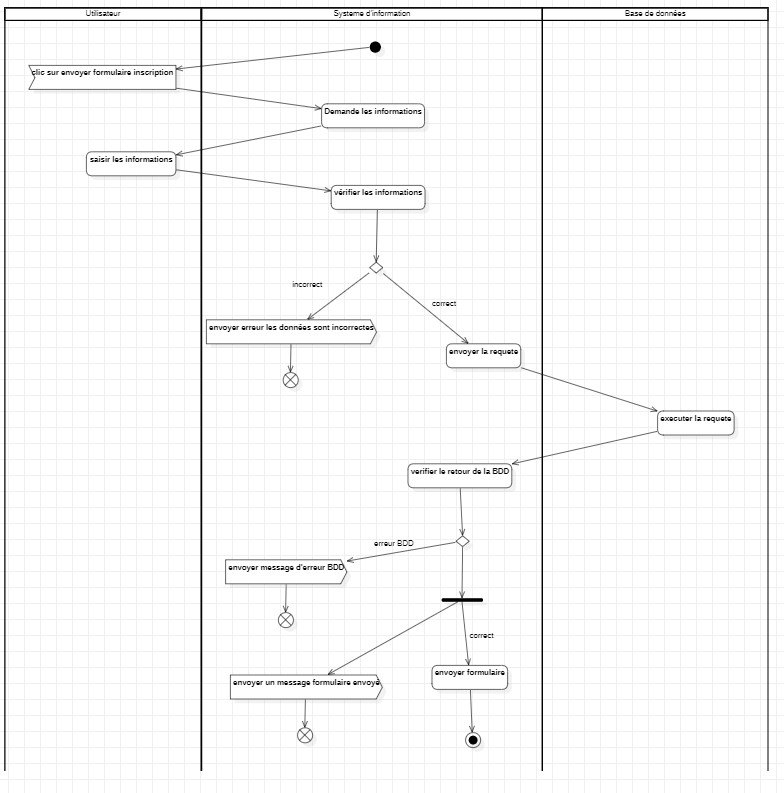 Utilisateur
Systeme d'information
Base de données
clic sur envoyer formulaire inscription
Demande les informations
saisir les informations
vérifier les informations
incorrect
correct
envoyer erreur les données sont incorrectes
envoyer la requete
executer la requete
verifier le retour de la BDD
erreur BDD
envoyer message d'erreur BDD
correct
envoyer formulaire
envoyer un message formulaire envoyé